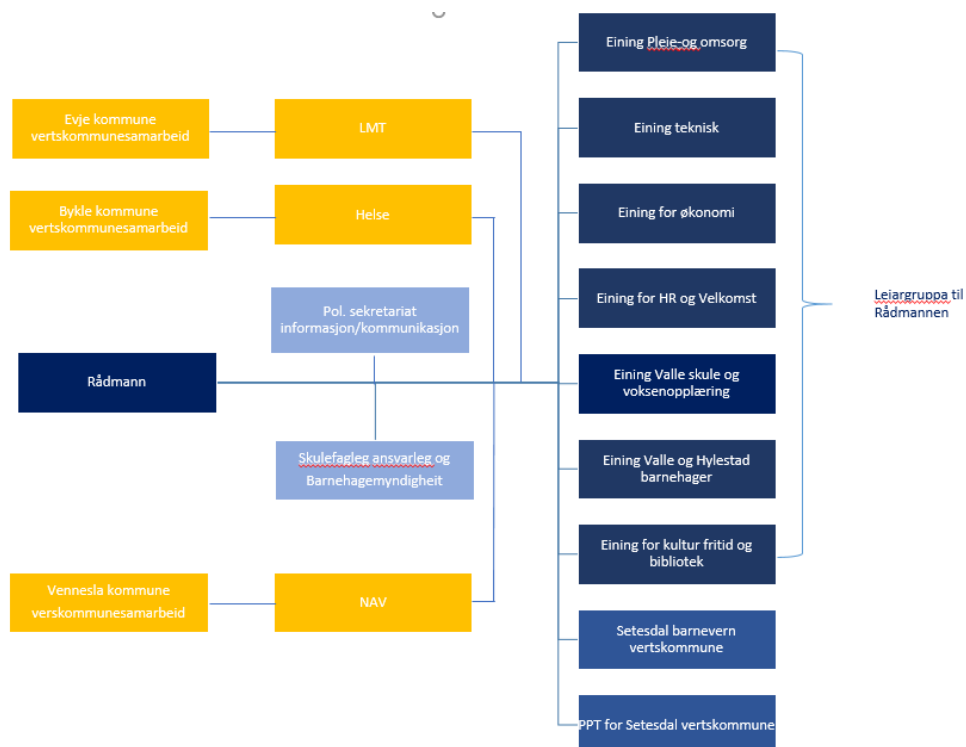 Eining Pleie-og omsorg
Evje kommune
vertskommunesamarbeid
LMT
Eining teknisk
Bykle kommune
vertskommunesamarbeid
Helse
Eining for økonomi
Pol. sekretariat
informasjon/kommunikasjon
Eining for HR og Velkomst
Leiargruppa til
Rådmannen
Rådmann
Eining Valle skule og
voksenopplæring
Skulefagleg ansvarleg og
Barnehagemyndigheit
Eining Valle og Hylestad
barnehager
Eining for kultur fritid og
bibliotek
Vennesla kommune
verskommunesamarbeid
NAV
Setesdal barnevern
vertskommune
PPT for Setesdal vertskommune